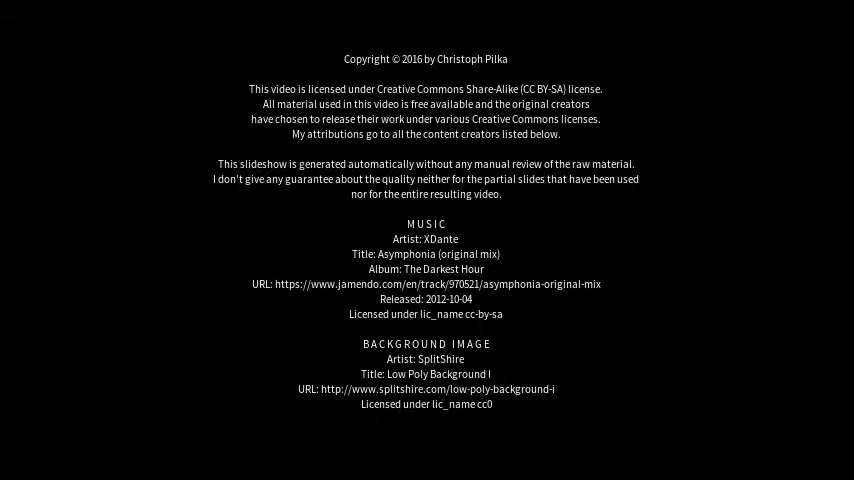 Copyright © 2016 by Christoph Pilka
This video is licensed under Creative Commons Share-Alike (CC BY-SA) license.
All material used in this video is free available and the original creators
have chosen to release their work under various Creative Commons licenses.
My attributions go to all the content creators listed below.
This slideshow is generated automatically without any manual review of the raw material.
I don't give any guarantee about the quality neither for the partial slides that have been used
nor for the entire resulting video.
M U S I C
Artist: XDante
Title: Asymphonia (original mix)
Album: The Darkest Hour
URL: https://www.jamendo.com/en/track/970521/asymphonia-original-mix
Released: 2012-10-04
Licensed under lic_name cc-by-sa
B A C K G R O U N D   I M A G E
Artist: SplitShire
Title: Low Poly Background I
URL: http://www.splitshire.com/low-poly-background-i
Licensed under lic_name cc0